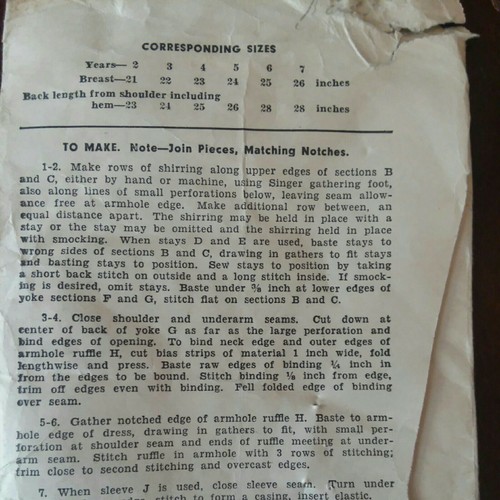 CORRESPONDING SIZES
Years— 2 3 4 5 6 7
Breast—21 22 23 24 25 26 inches
Back length from shoulder including
hem—23 24 25 26 28 28 inches
TO MAKE. Note—Join Pieces, Matching Notches.
1-2. Make rows of shirring along upper edges of sections B
and C, either by hand or machine, using Singer gathering foot,
also along lines of small perforations below, leaving seam allow-
ance free at armhole edge. Make additional row between, an
equal distance apart. The shirring may be held in place with a
stay or the stay may be omitted and the shirring held in place
with smocking. When stays D and E are used, baste stays to
wrong sides of sections B and C, drawing in gathers to fit stays
and basting stays to position. Sew stays to position by taking
a short back stitch on outside and a long stitch inside. If smock-
ing is desired, omit stays. Baste under ⅜ inch at lower edges of
yoke sections F and G, stitch flat on sections B and C.
3-4. Close shoulder and underarm seams. Cut down at
center of back of yoke G as far as the large perforation and
bind edges of opening. To bind neck edge and outer edges of
armhole ruffle H, cut bias strips of material 1 inch wide, fold
lengthwise and press. Baste raw edges of binding ¼ inch in
from the edges to be bound. Stitch binding ⅛ inch from edge,
trim off edges even with binding. Fell folded edge of binding
over seam.
5-6. Gather notched edge of armhole ruffle H. Baste to arm-
hole edge of dress, drawing in gathers to fit, with small per-
foration at shoulder seam and ends of ruffle meeting at under-
arm seam. Stitch ruffle in armhole with 3 rows of stitching;
trim close to second stitching and overcast edges.
7. When sleeve J is used, close sleeve seam. Turn under
stitch to form a casing, insert elastic.